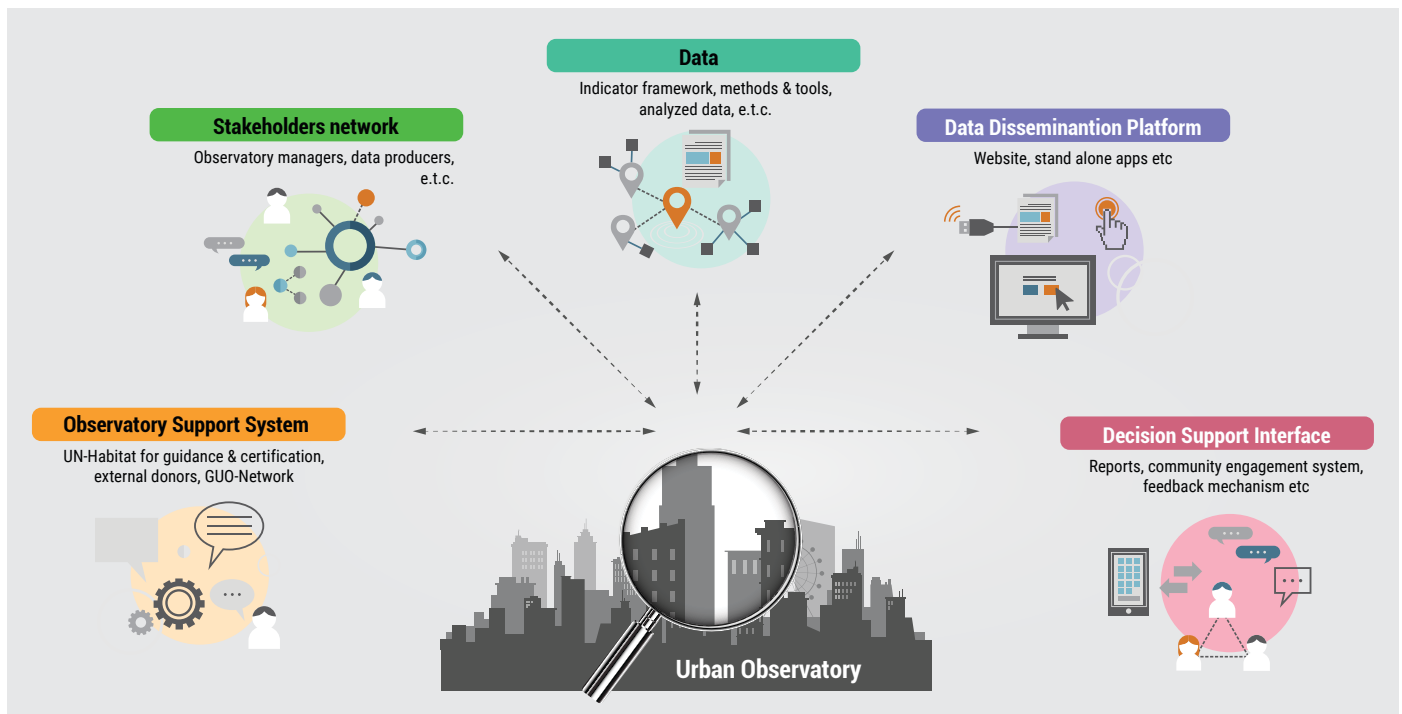 Data
Indicator framework, methods & tools,
analyzed data, e.t.c.
Stakeholders network
Observatory managers, data producers,
e.t.c.
Data Disseminantion Platform
Website, stand alone apps etc
Observatory Support System
UN-Habitat for guidance & certification,
external donors, GUO-Network
Decision Support Interface
Reports, community engagement system,
feedback mechanism etc
Urban Observatory